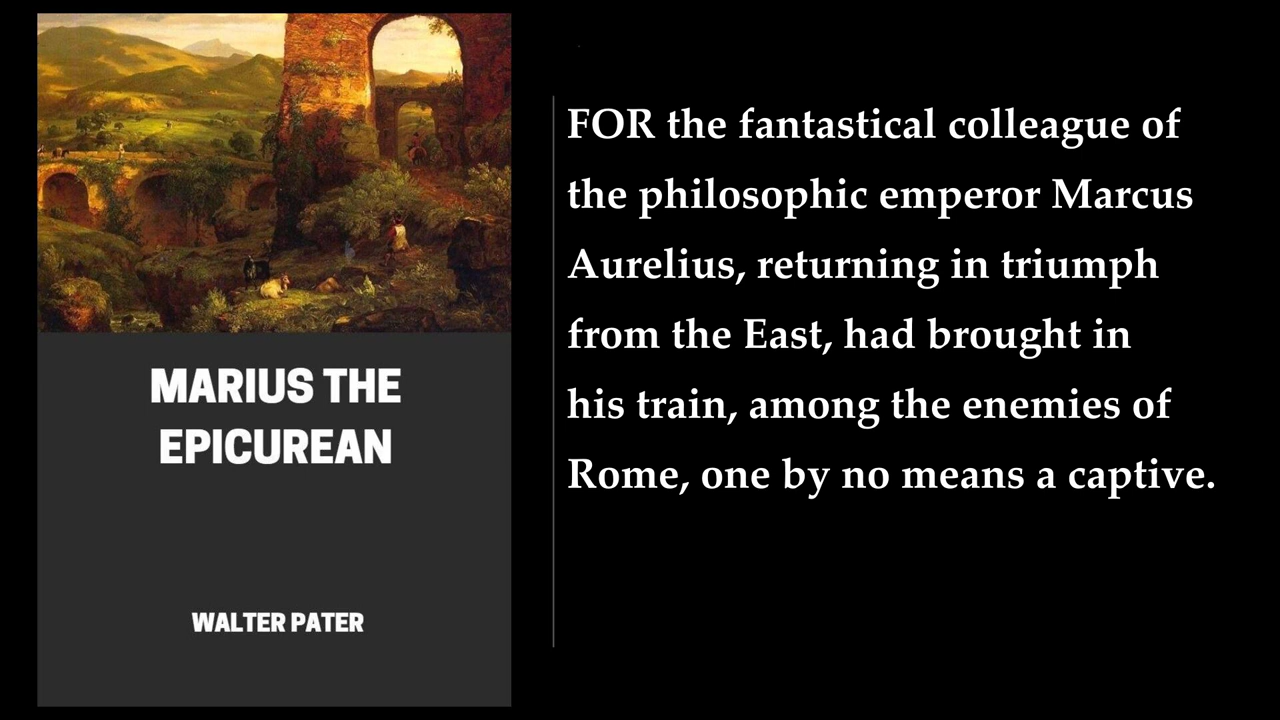 MARIUS THE
EPICUREAN
WALTER PATER
FOR the fantastical colleague of
the philosophic emperor Marcus
Aurelius, returning in triumph
from the East, had brought in
his train, among the enemies of
Rome, one by no means a captive.